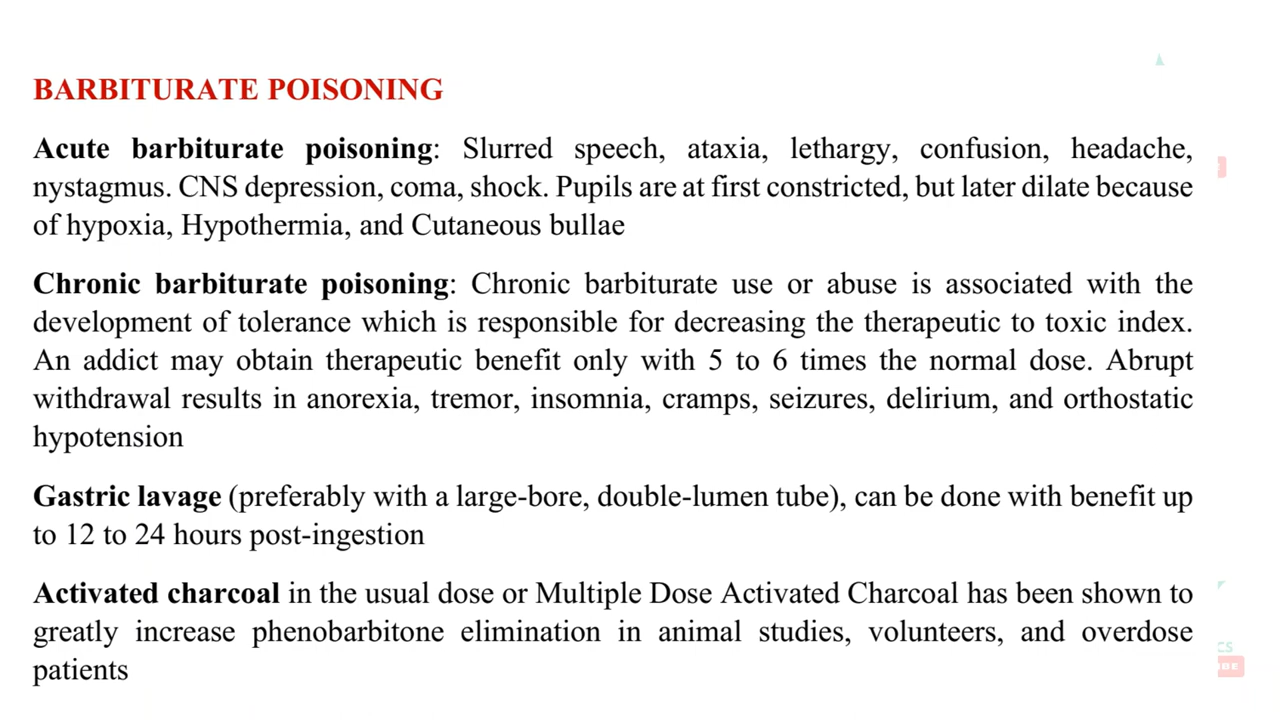 BARBITURATE POISONING
Acute barbiturate poisoning: Slurred speech, ataxia, lethargy, confusion, headache,
nystagmus. CNS depression, coma, shock. Pupils are at first constricted, but later dilate because
of hypoxia, Hypothermia, and Cutaneous bullae
Chronic barbiturate poisoning: Chronic barbiturate use or abuse is associated with the
development of tolerance which is responsible for decreasing the therapeutic to toxic index.
An addict may obtain therapeutic benefit only with 5 to 6 times the normal dose. Abrupt
withdrawal results in anorexia, tremor, insomnia, cramps, seizures, delirium, and orthostatic
hypotension
Gastric lavage (preferably with a large-bore, double-lumen tube), can be done with benefit up
to 12 to 24 hours post-ingestion
Activated charcoal in the usual dose or Multiple Dose Activated Charcoal has been shown to
greatly increase phenobarbitone elimination in animal studies, volunteers, and overdose
patients